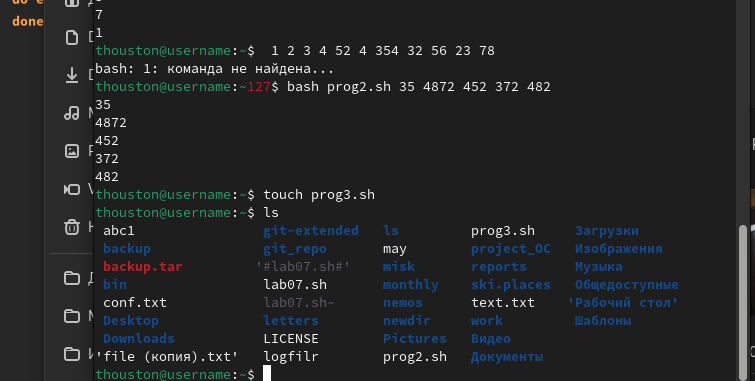 done
7
1
thouston@username:~$  1 2 3 4 52 4 354 32 56 23 78
bash: 1: команда не найдена...
thouston@username:~127$ bash prog2.sh 35 4872 452 372 482
35
4872
452
372
482
thouston@username:~$ touch prog3.sh
thouston@username:~$ ls
abc1 git-extended ls prog3.sh Загрузки
backup git_repo may project_OC Изображения
backup.tar '#lab07.sh#' misk reports Музыка
bin lab07.sh monthly ski.places Общедоступные
conf.txt lab07.sh~ nemos text.txt 'Рабочий стол'
Desktop letters newdir work Шаблоны
Downloads LICENSE Pictures Видео
'file (копия).txt' logfilr prog2.sh Документы
thouston@username:~$